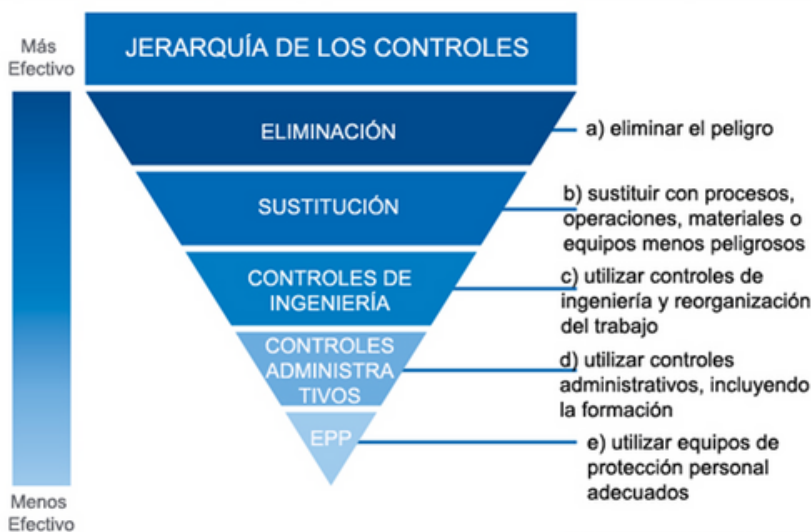 JERARQUÍA DE LOS CONTROLES
Más
Efectivo
ELIMINACIÓN
a) eliminar el peligro
SUSTITUCIÓN
b) sustituir con procesos,
operaciones, materiales o
equipos menos peligrosos
CONTROLES DE
INGENIERÍA
c) utilizar controles de
ingeniería y reorganización
del trabajo
CONTROLES
ADMINISTRA
TIVOS
d) utilizar controles
administrativos, incluyendo
la formación
EPP
e) utilizar equipos de
protección personal
adecuados
Menos
Efectivo